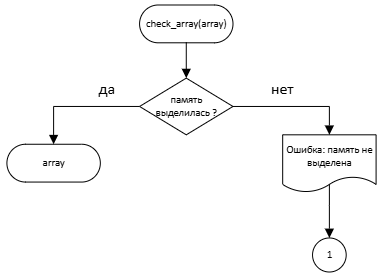 check_array(array)
да
память
выделилась ?
нет
array
Ошибка: память не
выделена
1